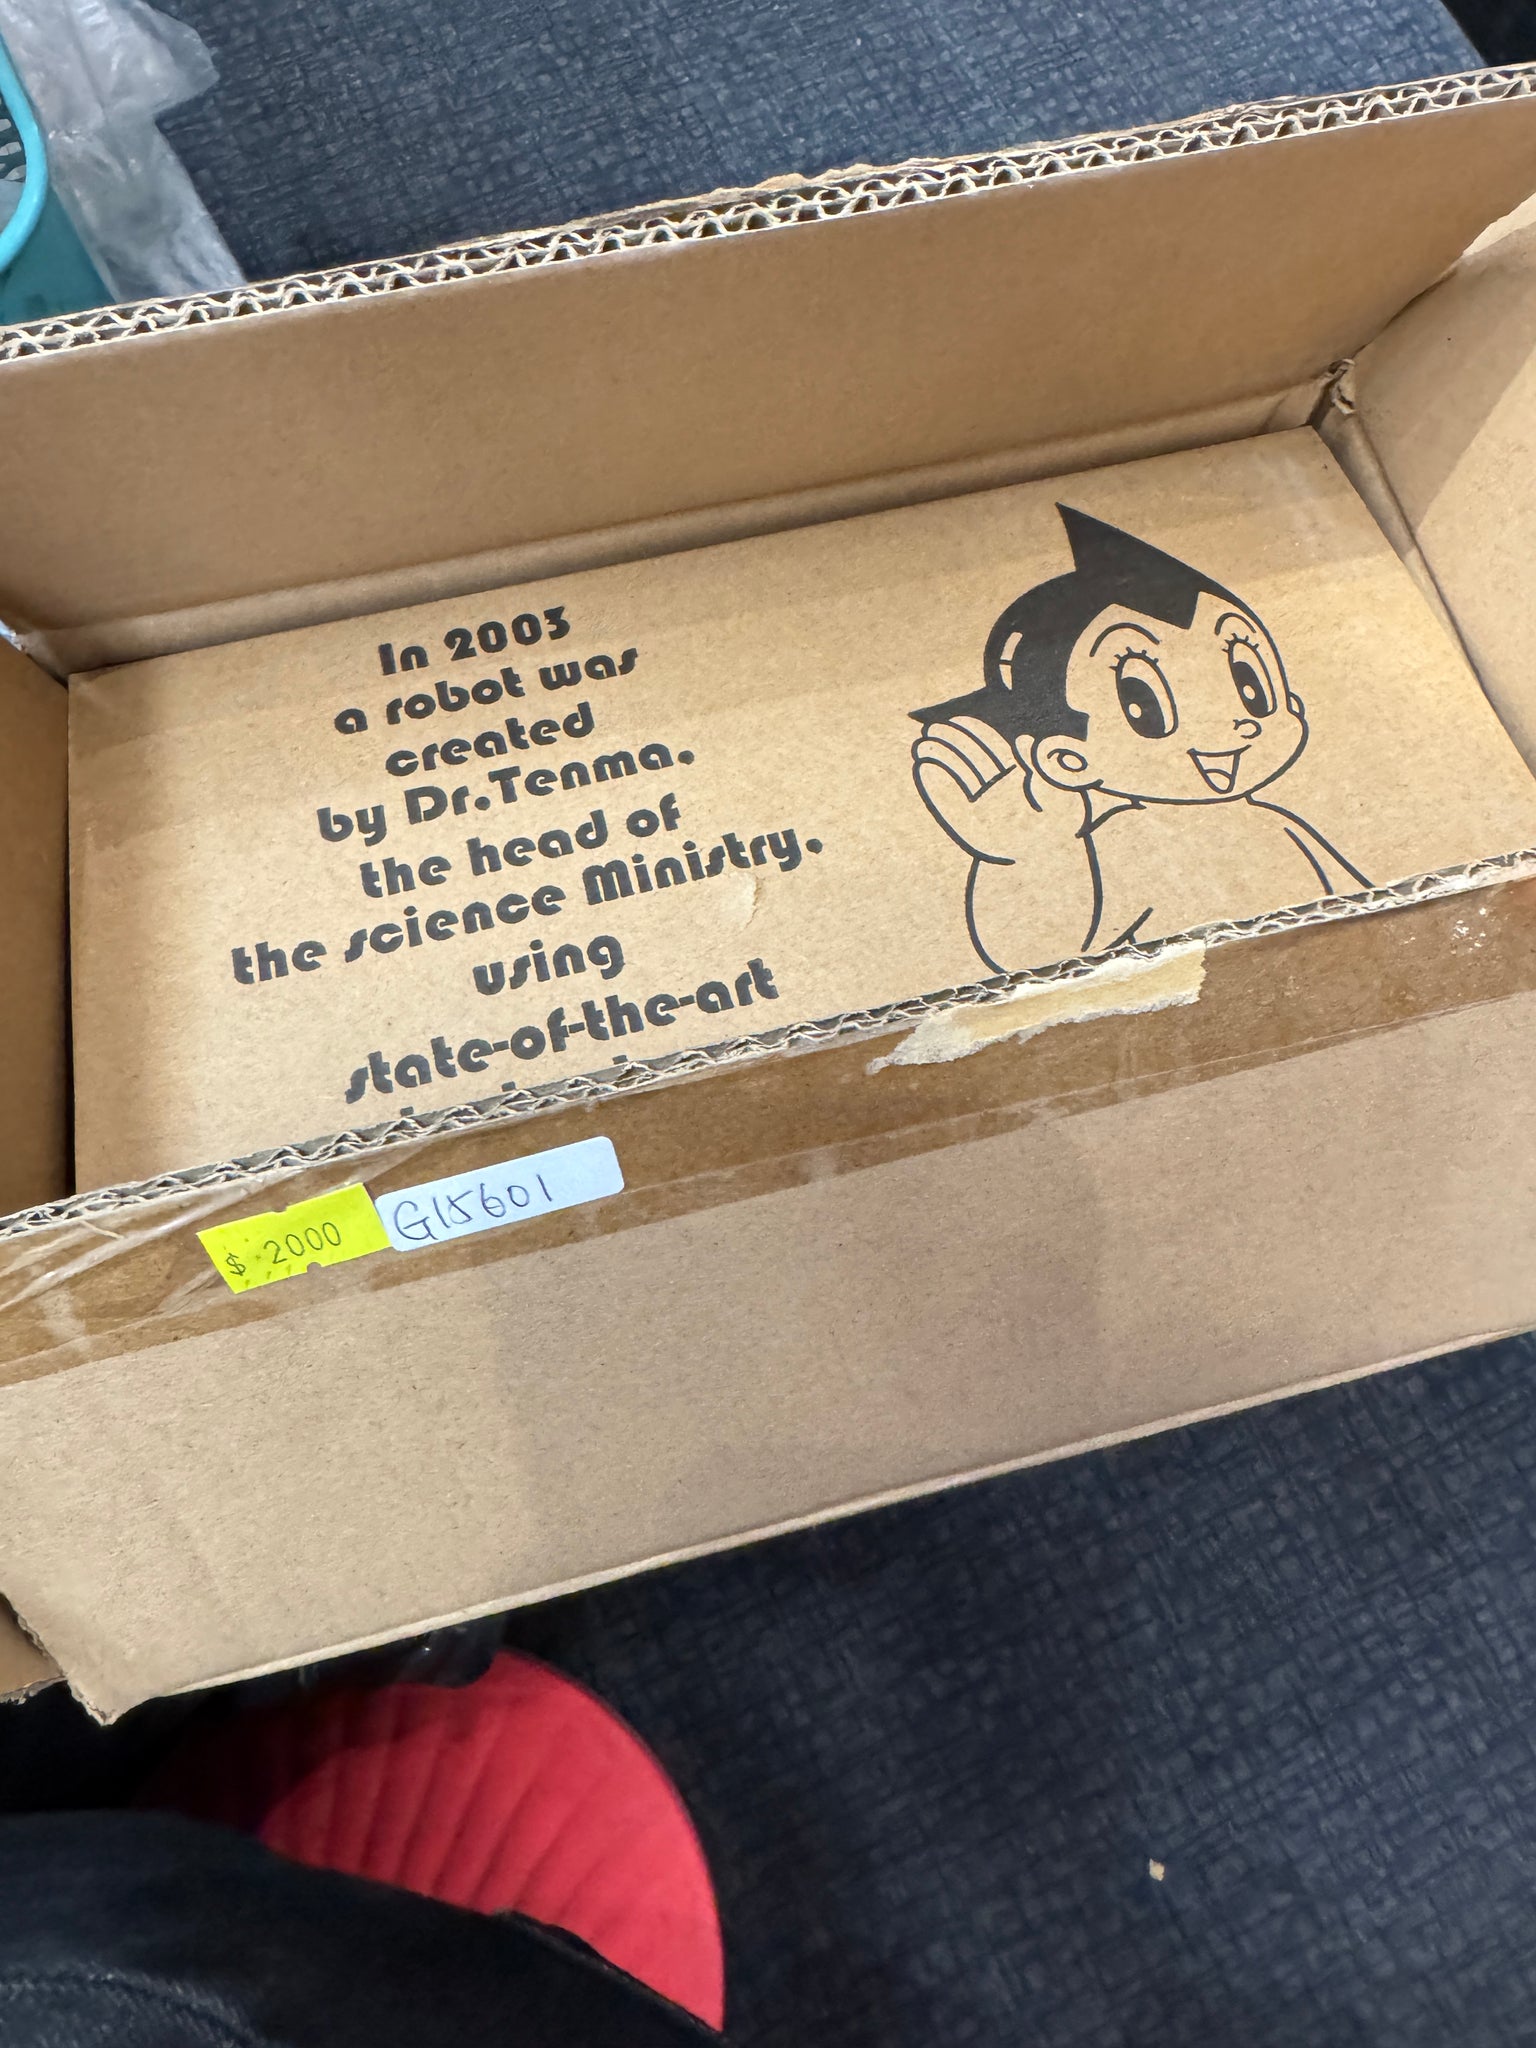 In 2003
a robot was
created
by Dr.Tenma.
the head of
the science Ministry.
using
state-of-the-art
$ 2000
G15601